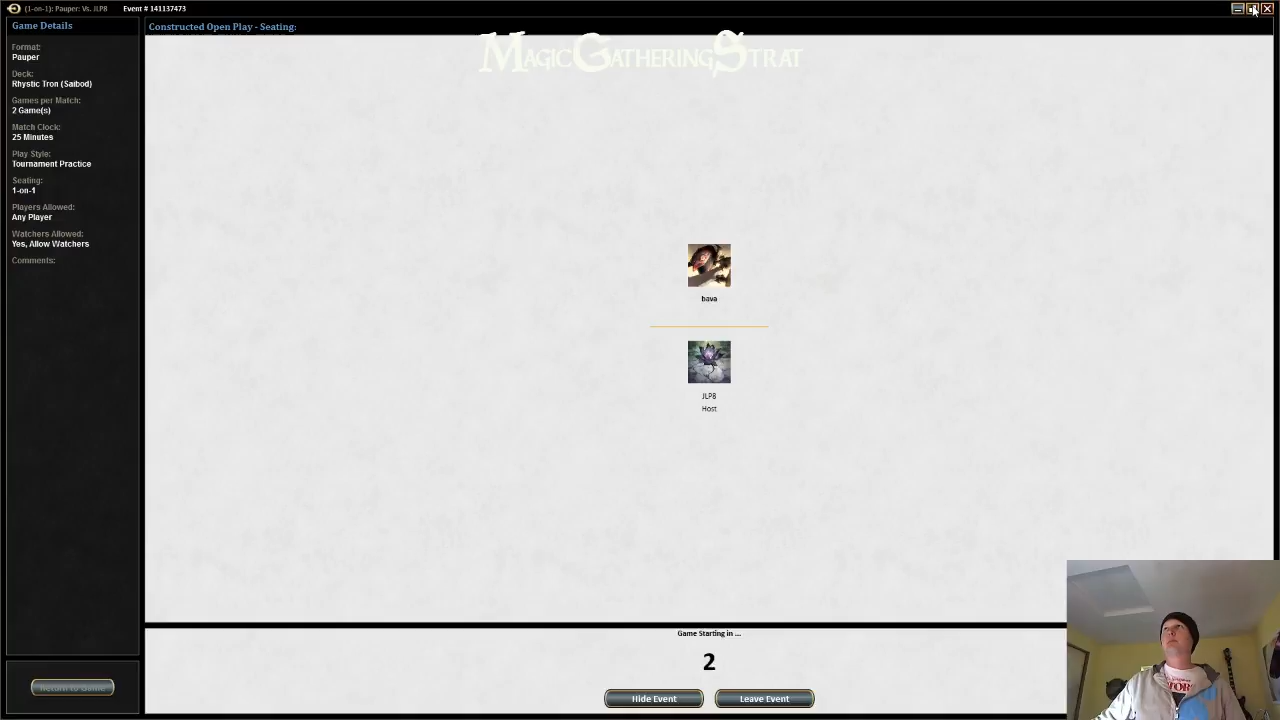 (1-on-1): Pauper: Vs. JLP8 Event # 141137473
Game Details
Format:
Pauper
Deck:
Rhystic Tron (Saibod)
Games per Match:
2 Game(s)
Match Clock:
25 Minutes
Play Style:
Tournament Practice
Seating:
1-on-1
Players Allowed:
Any Player
Watchers Allowed:
Yes, Allow Watchers
Comments:
Return to Game
Constructed Open Play - Seating:
MagicGatheringStrat
bava
JLP8
Host
Game Starting in ...
2
Hide Event
Leave Event